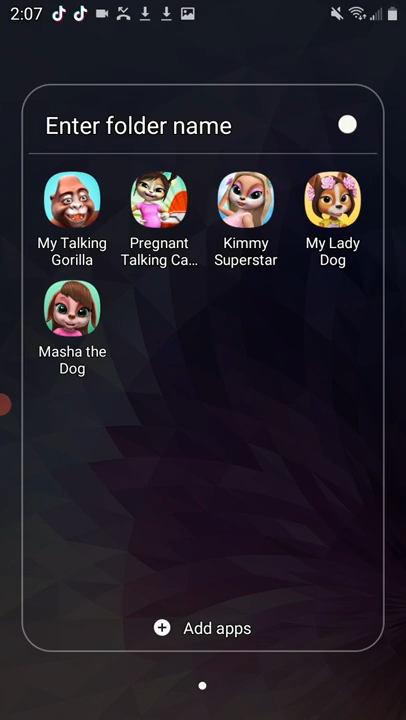 2:07
Enter folder name
My Talking
Gorilla
Pregnant
Talking Ca...
Kimmy
Superstar
My Lady
Dog
Masha the
Dog
Add apps